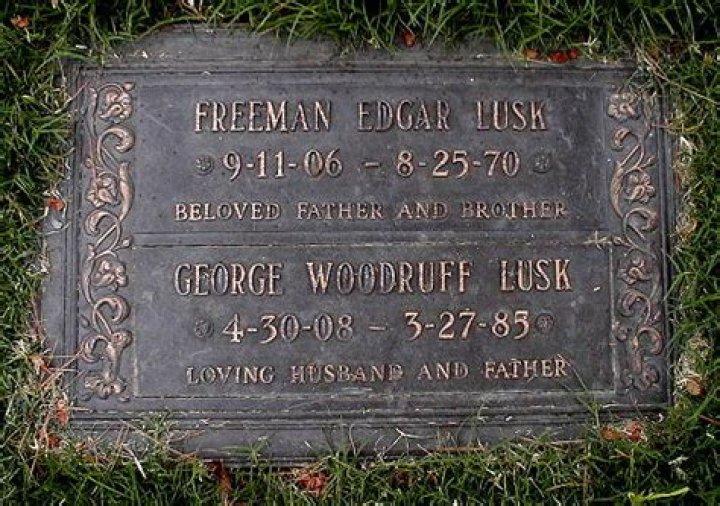 FREEMAN EDGAR LUSK
9-11-06 – 8-25-70
BELOVED FATHER AND BROTHER
GEORGE WOODRUFF LUSK
4-30-08 – 3-27-85
LOVING HUSBAND AND FATHER